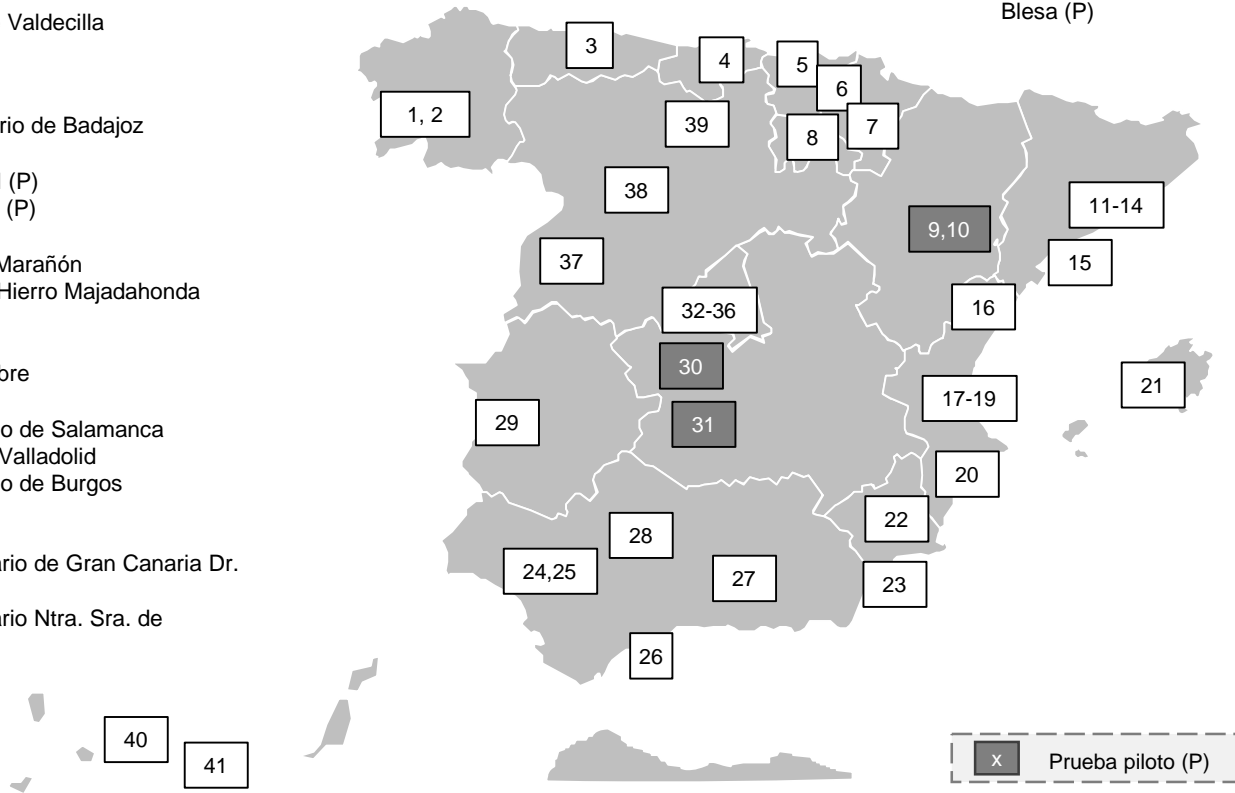 Valdecilla
Blesa (P)
rio de Badajoz
(P)
(P)
Marañón
Hierro Majadahonda
bre
o de Salamanca
Valladolid
o de Burgos
ario de Gran Canaria Dr.
ario Ntra. Sra. de
3
4
5
6
1, 2
39
8
7
38
11-14
9,10
37
15
32-36
16
30
21
17-19
29
31
20
22
28
24,25
27
23
26
40
41
x Prueba piloto (P)